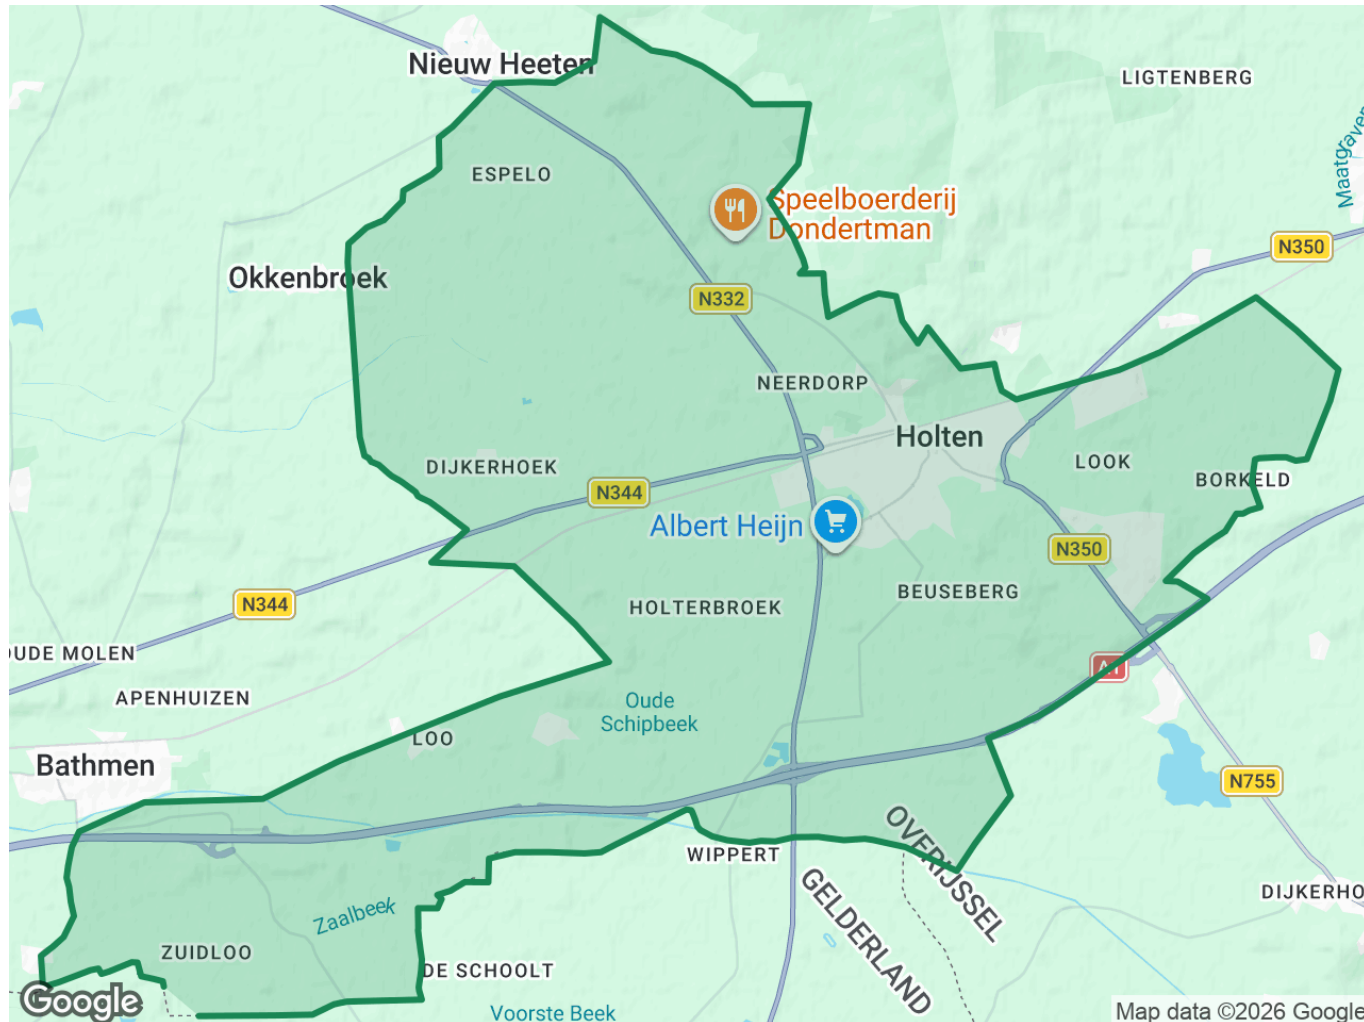 Nieuw Heeten
LIGTENBERG
Maatgraven
ESPELO
Speelboerderij
Dondertman
N350
Okkenbroek
N332
NEERDORP
Holten
DIJKERHOEK
LOOK
BORKELD
N344
Albert Heijn
N350
BEUSEBERG
N344
HOLTERBROEK
OUDE MOLEN
A1
APENHUIZEN
Oude
Schipbeek
LOO
Bathmen
N755
OVERIJSSEL
WIPPERT
GELDERLAND
DIJKERHO
Zaalbeek
ZUIDLOO
DE SCHOOLT
Google
Voorste Beek
Map data ©2026 Google